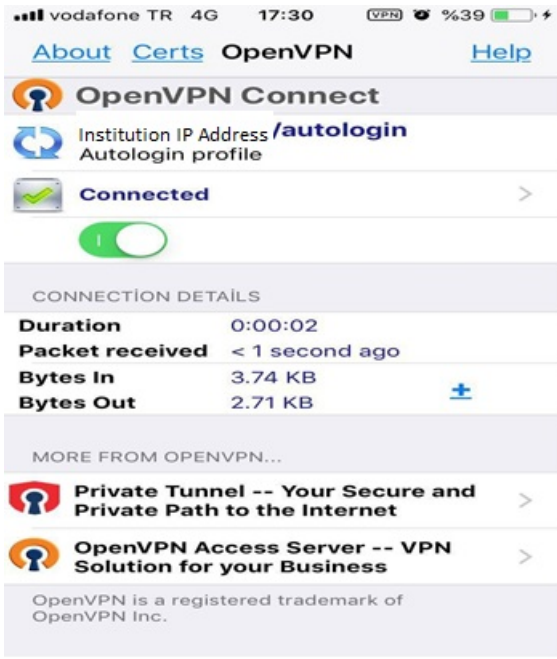 vodafone TR 4G 17:30 VPN %39
About Certs OpenVPN Help
OpenVPN Connect
Institution IP Address /autologin
Autologin profile
Connected
CONNECTİON DETAİLS
Duration 0:00:02
Packet received < 1 second ago
Bytes In 3.74 KB
Bytes Out 2.71 KB
+
MORE FROM OPENVPN...
Private Tunnel -- Your Secure and
Private Path to the Internet
OpenVPN Access Server -- VPN
Solution for your Business
OpenVPN is a registered trademark of
OpenVPN Inc.